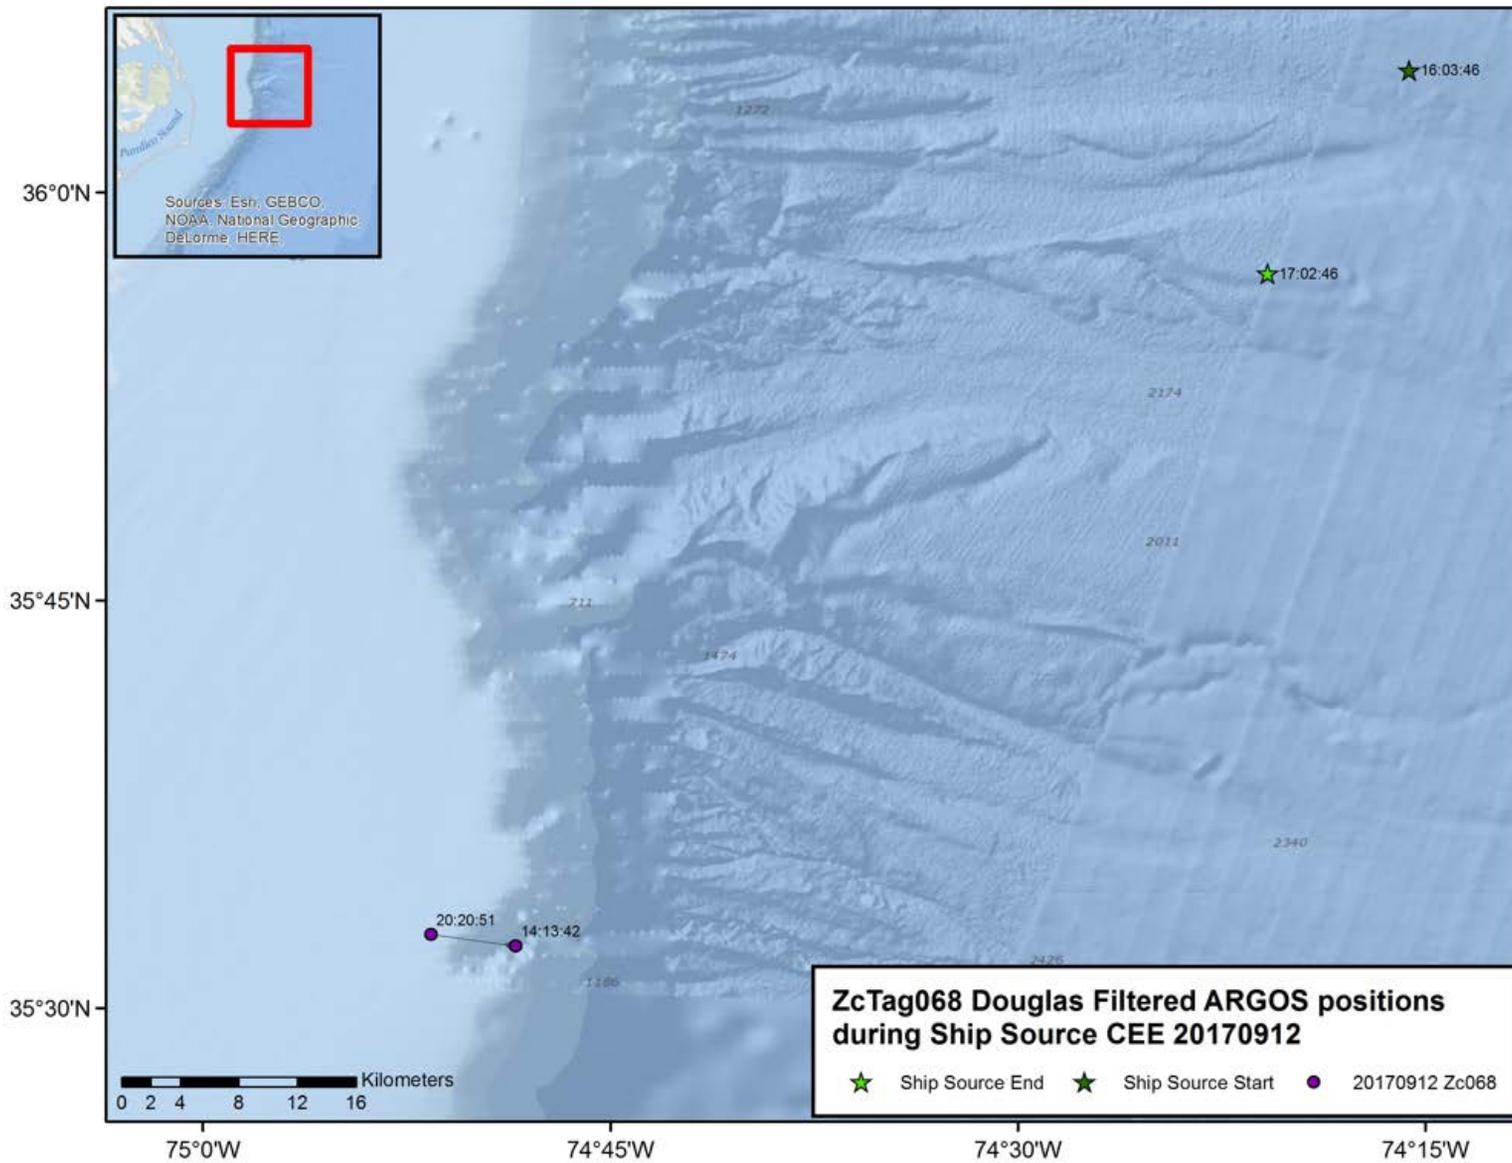 Pamlico Sound
Sources: Esri, GEBCO,
NOAA, National Geographic,
DeLorme, HERE,
16:03:46
1272
36°0'N
17:02:46
2174
2011
35°45'N
711
1474
2340
20:20:51
14:13:42
2426
1166
35°30'N
ZcTag068 Douglas Filtered ARGOS positions
during Ship Source CEE 20170912
Ship Source End
Ship Source Start
20170912 Zc068
Kilometers
0 2 4 8 12 16
75°0'W
74°45'W
74°30'W
74°15'W